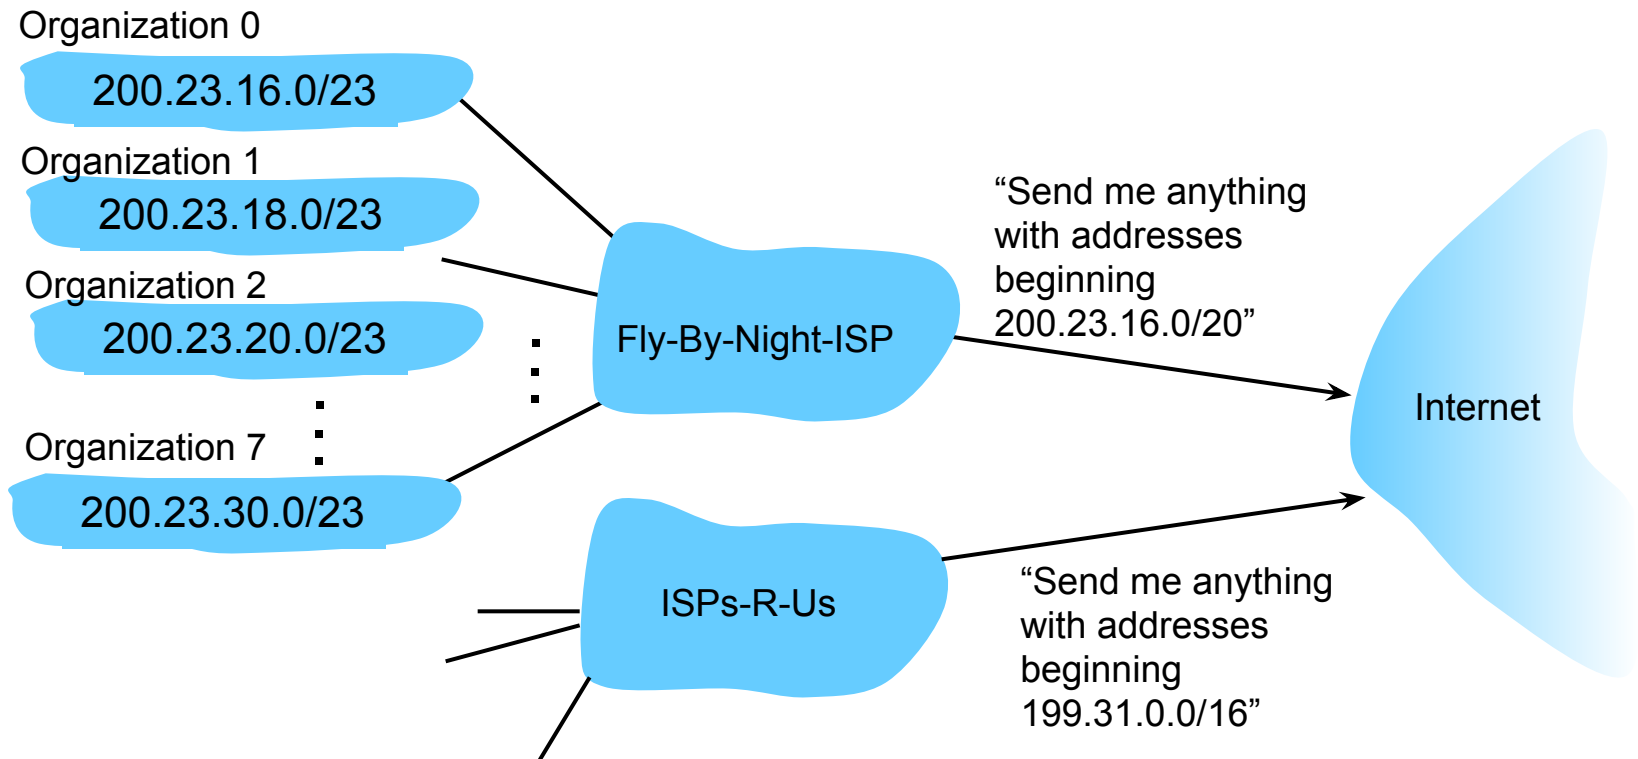 Organization 0
200.23.16.0/23
Organization 1
200.23.18.0/23
Organization 2
200.23.20.0/23
Organization 7
200.23.30.0/23
Fly-By-Night-ISP
“Send me anything
with addresses
beginning
200.23.16.0/20”
Internet
ISPs-R-Us
“Send me anything
with addresses
beginning
199.31.0.0/16”